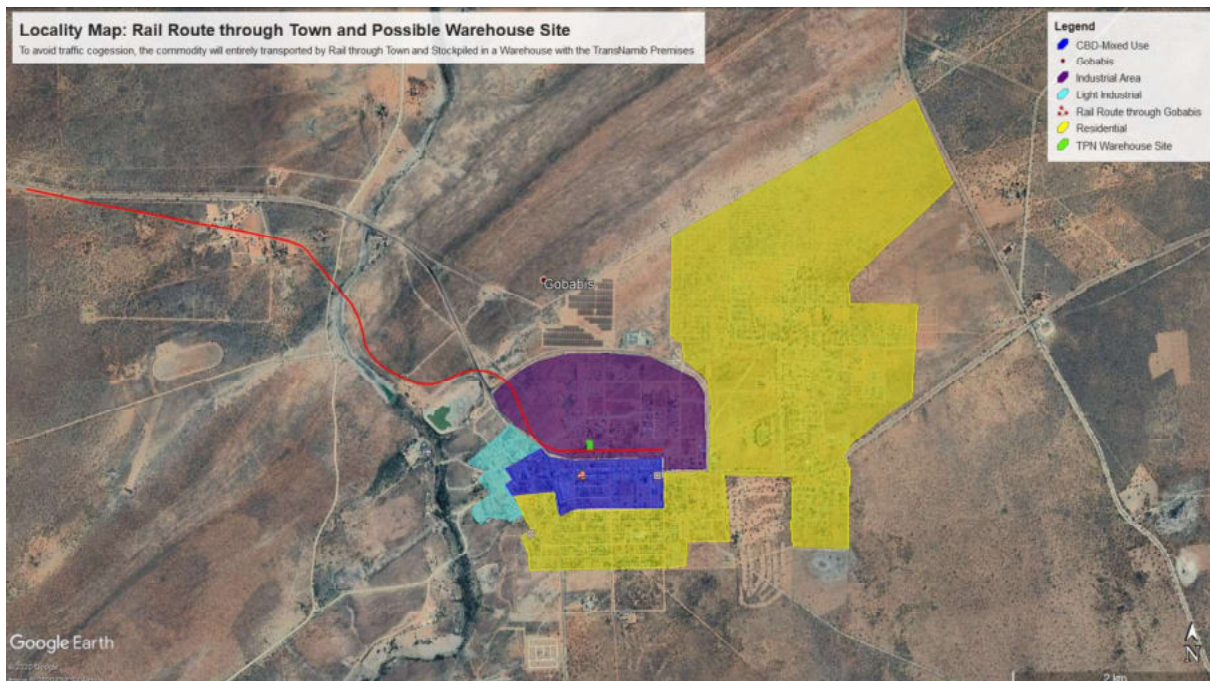 Locality Map: Rail Route through Town and Possible Warehouse Site
To avoid traffic cogession, the commodity will entirely transported by Rail through Town and Stockpiled in a Warehouse with the TransNamib Premises
Legend
CBD-Mixed Use
Gobabis
Industrial Area
Light Industrial
Rail Route through Gobabis
Residential
TPN Warehouse Site
Gobabis
Google Earth
N
2 km